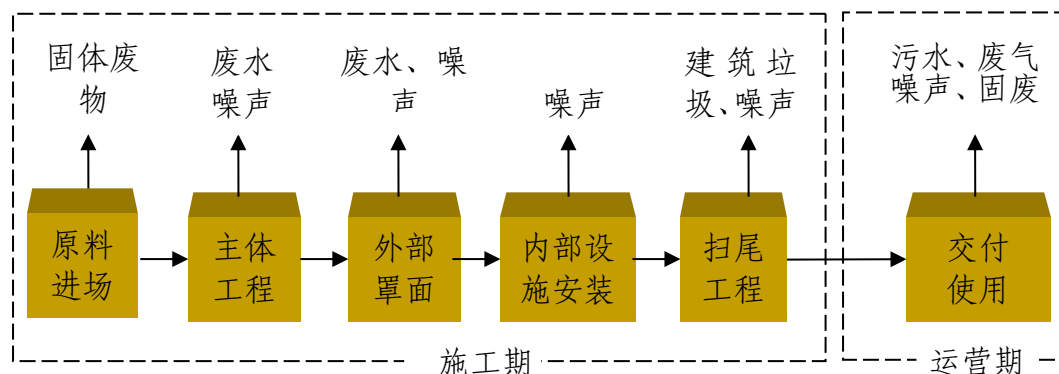 固体废
物
废水
噪声
废水、噪
声
噪声
建筑垃
圾、噪声
污水、废气
噪声、固废
原料
进场
主体
工程
外部
罩面
内部设
施安装
扫尾
工程
交付
使用
施工期
运营期